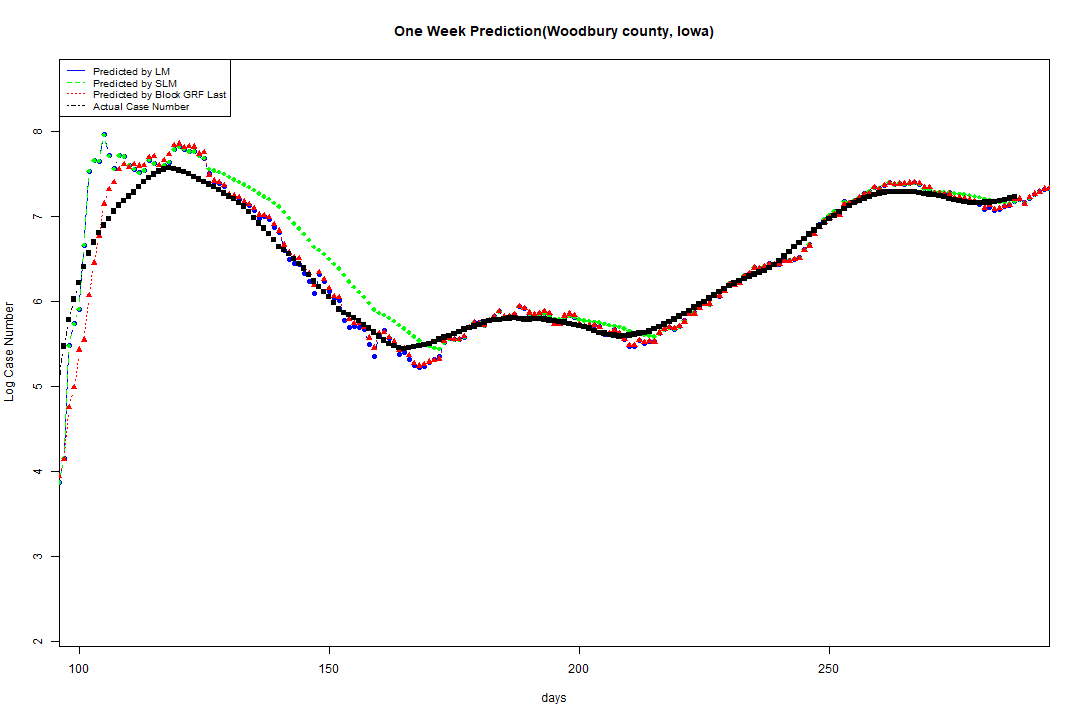 One Week Prediction(Woodbury county, Iowa)
Predicted by LM
Predicted by SLM
Predicted by Block GRF Last
Actual Case Number
Log Case Number
8
7
6
5
4
3
2
100 150 200 250
days